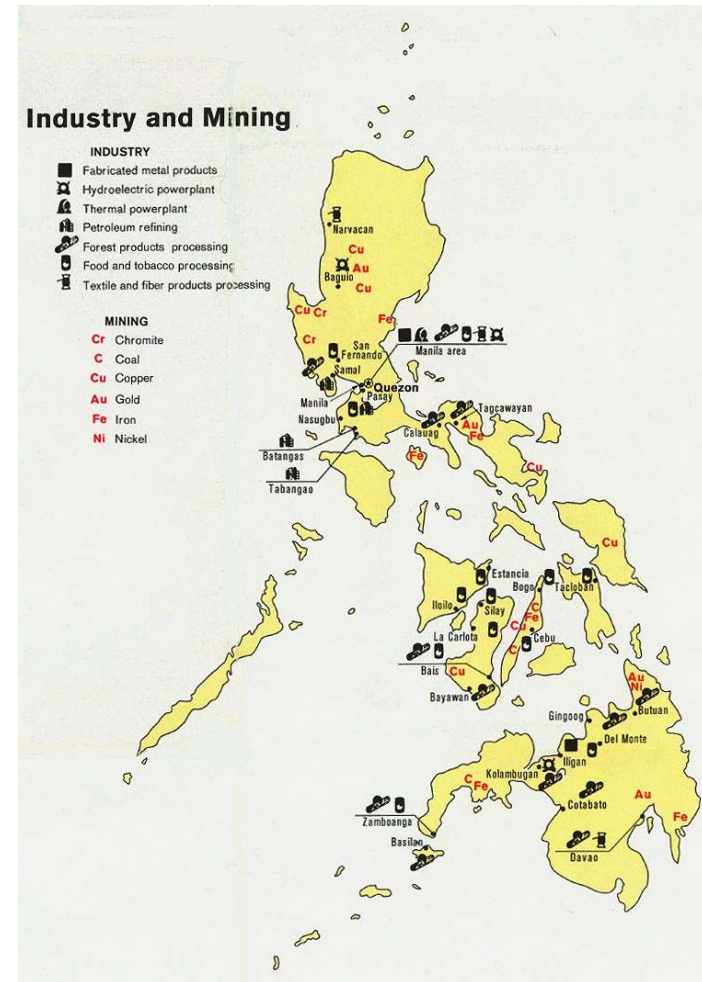 Industry and Mining
INDUSTRY
Fabricated metal products
Hydroelectric powerplant
Thermal powerplant
Petroleum refining
Forest products processing
Food and tobacco processing
Textile and fiber products processing
MINING
Cr Chromite
C Coal
Cu Copper
Au Gold
Fe Iron
Ni Nickel
Narvacan
Cu
Au
Baguio
Cu
Cu Cr
Fe
Cr
San
Fernando
Manila area
Samal
Quezon
Manila
Pasay
Nasugbu
Tagcawayan
Calauag
Au
Fe
Batangas
Fe
Cu
Tabangao
Cu
Estancia
Bogo
Tacloban
Iloilo
Silay
C
Fe
Cu
La Carlota
Cebu
C
Bais
Cu
Bayawan
Au
Ni
Butuan
Gingoog
Del Monte
Iligan
Kolambugan
C
Fe
Cotabato
Au
Fe
Zamboanga
Basilan
Davao